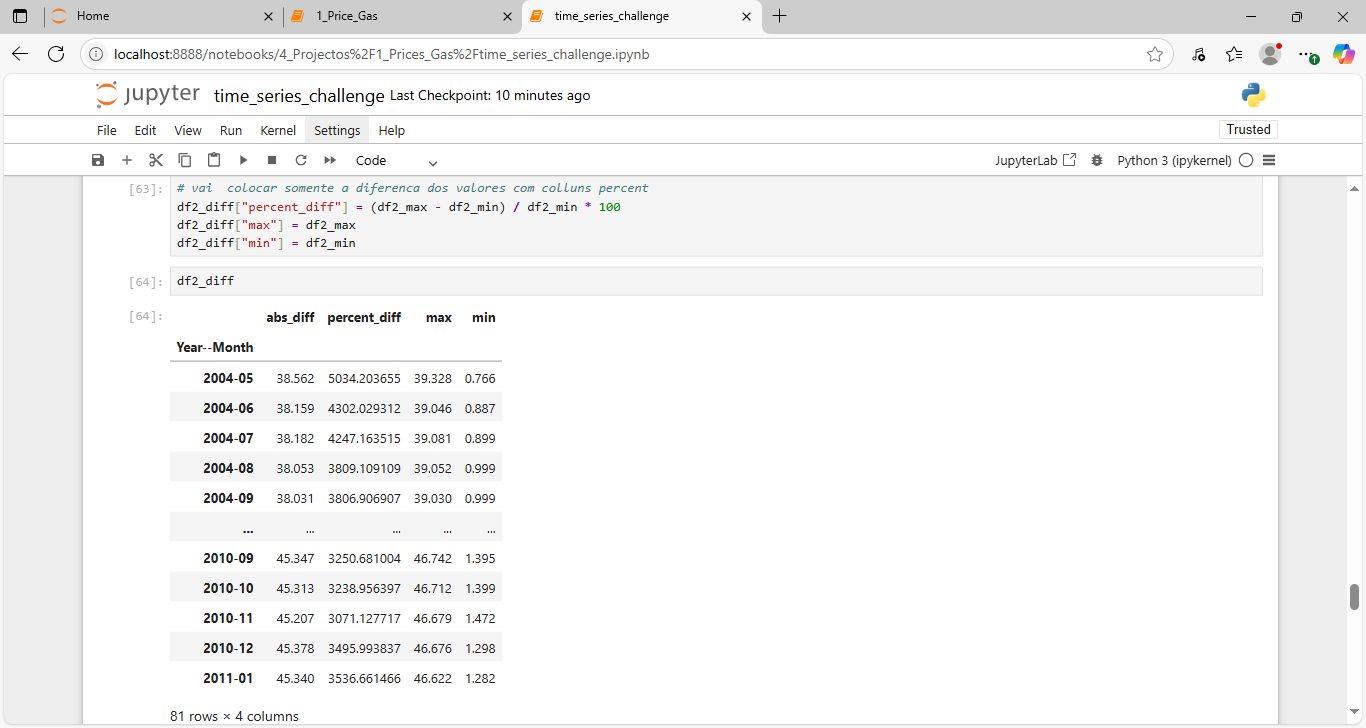 Home
1_Price_Gas
time_series_challenge
localhost:8888/notebooks/4_Projectos%2F1_Prices_Gas%2Ftime_series_challenge.ipynb
jupyter time_series_challenge Last Checkpoint: 10 minutes ago
File Edit View Run Kernel Settings Help
Trusted
Code
JupyterLab
Python 3 (ipykernel)
[63]: # vai  colocar somente a diferenca dos valores com colluns percent
df2_diff["percent_diff"] = (df2_max - df2_min) / df2_min * 100
df2_diff["max"] = df2_max
df2_diff["min"] = df2_min
[64]: df2_diff
[64]: abs_diff percent_diff max min
Year--Month
2004-05 38.562 5034.203655 39.328 0.766
2004-06 38.159 4302.029312 39.046 0.887
2004-07 38.182 4247.163515 39.081 0.899
2004-08 38.053 3809.109109 39.052 0.999
2004-09 38.031 3806.906907 39.030 0.999
... ... ... ... ...
2010-09 45.347 3250.681004 46.742 1.395
2010-10 45.313 3238.956397 46.712 1.399
2010-11 45.207 3071.127717 46.679 1.472
2010-12 45.378 3495.993837 46.676 1.298
2011-01 45.340 3536.661466 46.622 1.282
81 rows × 4 columns